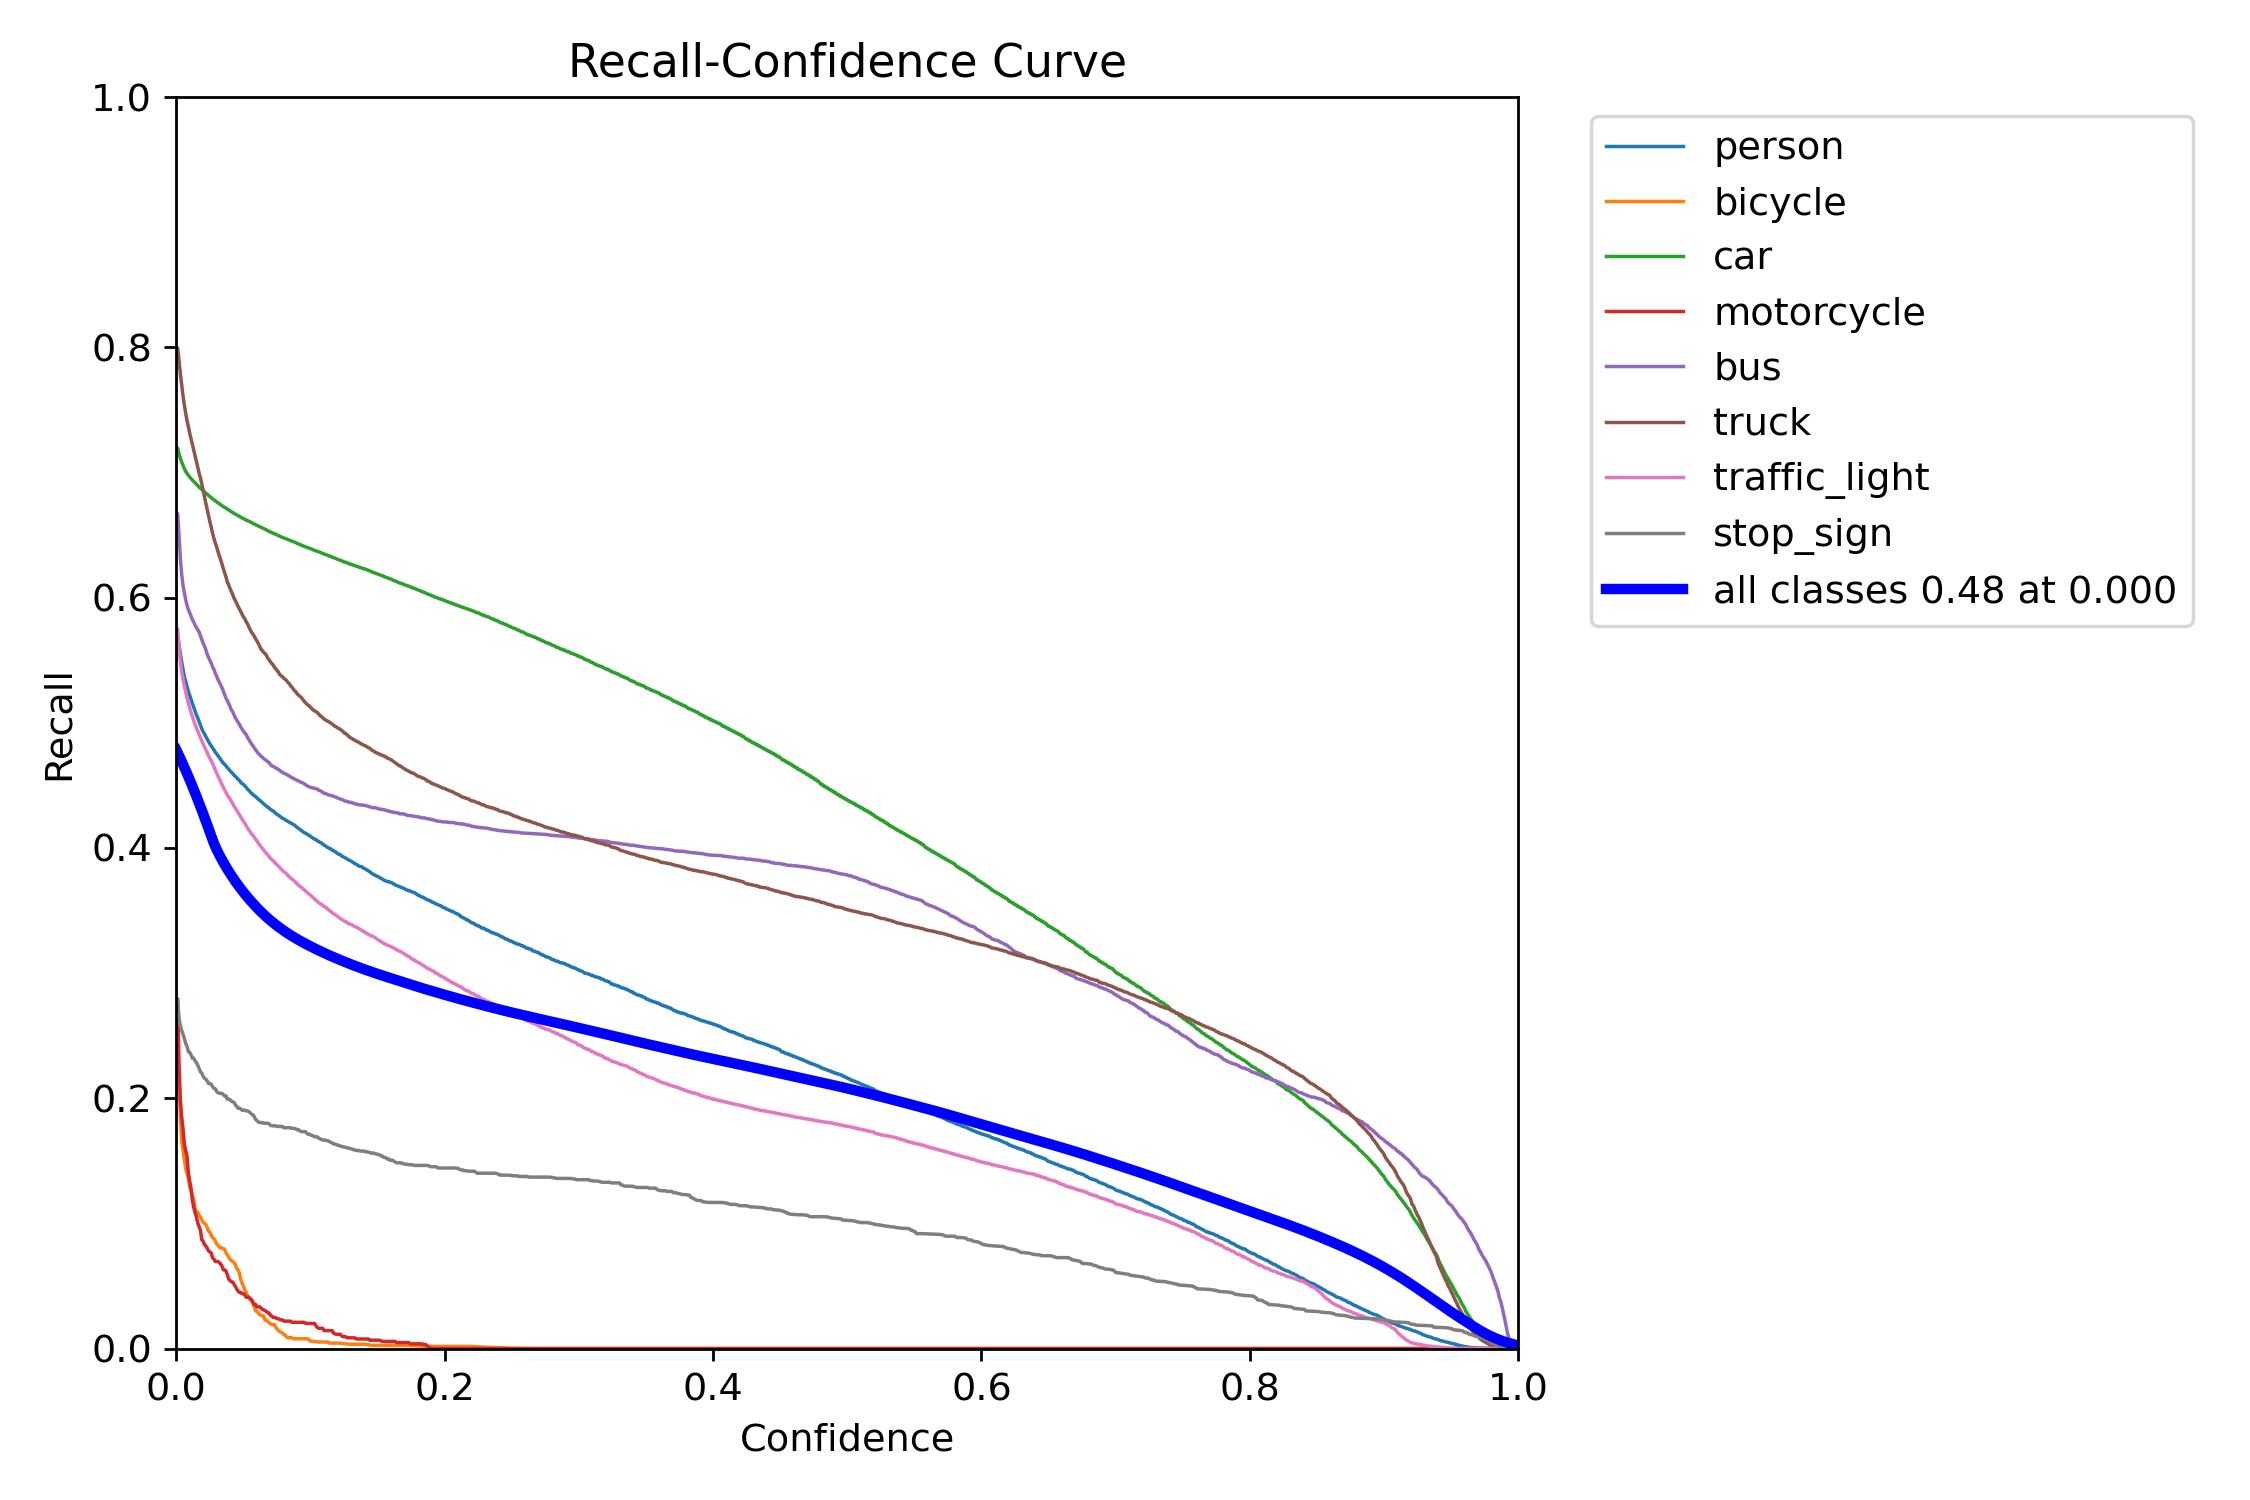 Recall-Confidence Curve
1.0
0.8
0.6
0.4
0.2
0.0
Recall
0.0 0.2 0.4 0.6 0.8 1.0
Confidence
person
bicycle
car
motorcycle
bus
truck
traffic_light
stop_sign
all classes 0.48 at 0.000